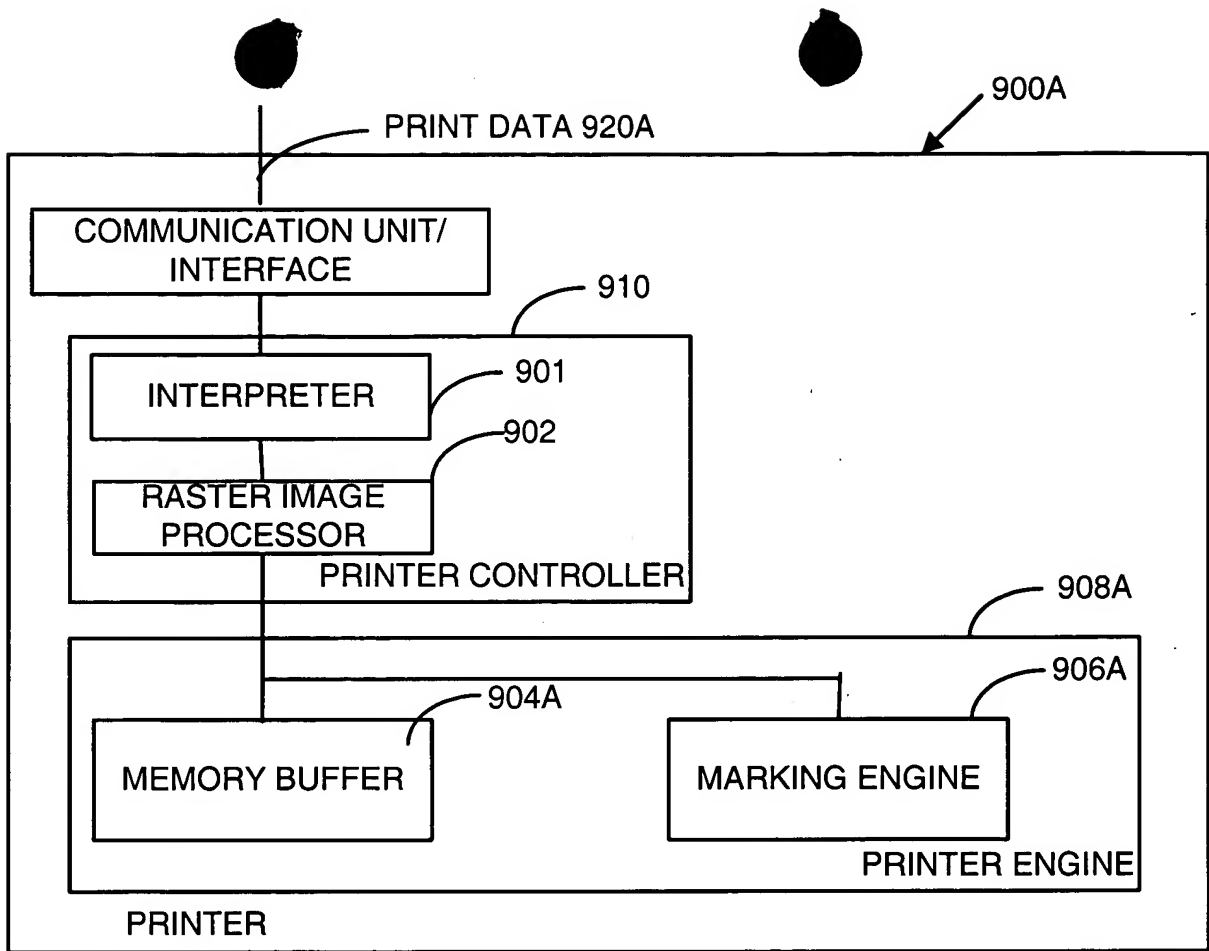 900A
PRINT DATA 920A
COMMUNICATION UNIT/
INTERFACE
910
INTERPRETER
901
902
RASTER IMAGE
PROCESSOR
PRINTER CONTROLLER
908A
906A
904A
MEMORY BUFFER
MARKING ENGINE
PRINTER ENGINE
PRINTER